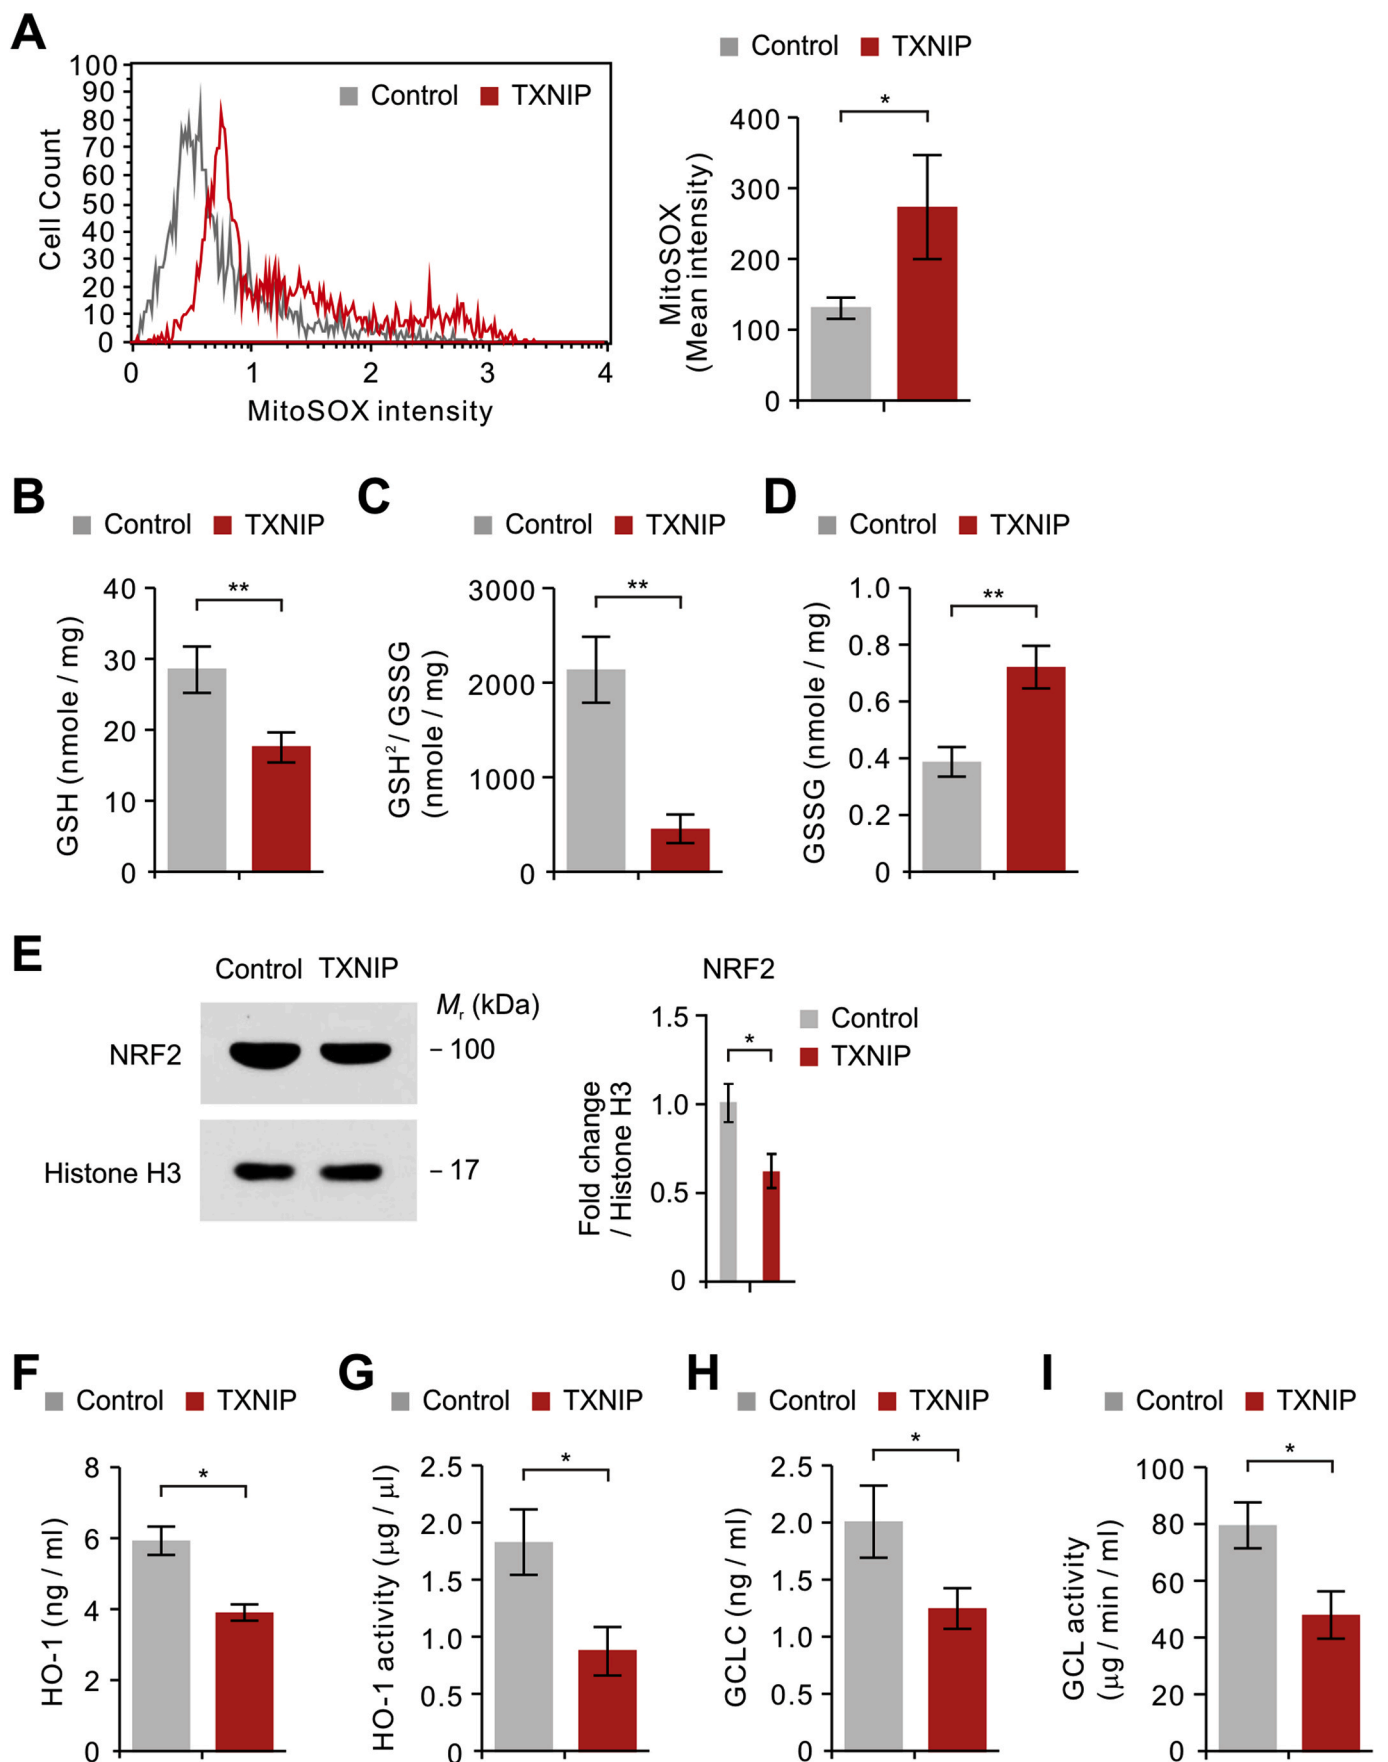 A
Control TXNIP
Control TXNIP
Cell Count
100
90
80
70
60
50
40
30
20
10
0
0 1 2 3 4
MitoSOX intensity
*
MitoSOX
(Mean intensity)
400
300
200
100
0
B
Control TXNIP
**
GSH (nmole / mg)
40
30
20
10
0
C
Control TXNIP
**
GSH² / GSSG
(nmole / mg)
3000
2000
1000
0
D
Control TXNIP
**
GSSG (nmole / mg)
1.0
0.8
0.6
0.4
0.2
0
E
Control TXNIP
Mr (kDa)
NRF2
– 100
Histone H3
– 17
NRF2
Control
TXNIP
*
Fold change
/ Histone H3
1.5
1.0
0.5
0
F
Control TXNIP
*
HO-1 (ng / ml)
8
6
4
2
0
G
Control TXNIP
*
HO-1 activity (µg / µl)
2.5
2.0
1.5
1.0
0.5
0
H
Control TXNIP
*
GCLC (ng / ml)
2.5
2.0
1.5
1.0
0.5
0
I
Control TXNIP
*
GCL activity
(µg / min / ml)
100
80
60
40
20
0